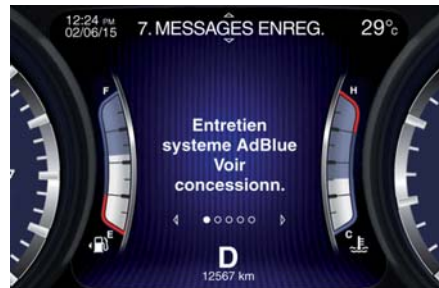 12:24 PM
02/06/15
7. MESSAGES ENREG.
29°c
F
H
Entretien
systeme AdBlue
Voir
concessionn.
E
C
D
12567 km